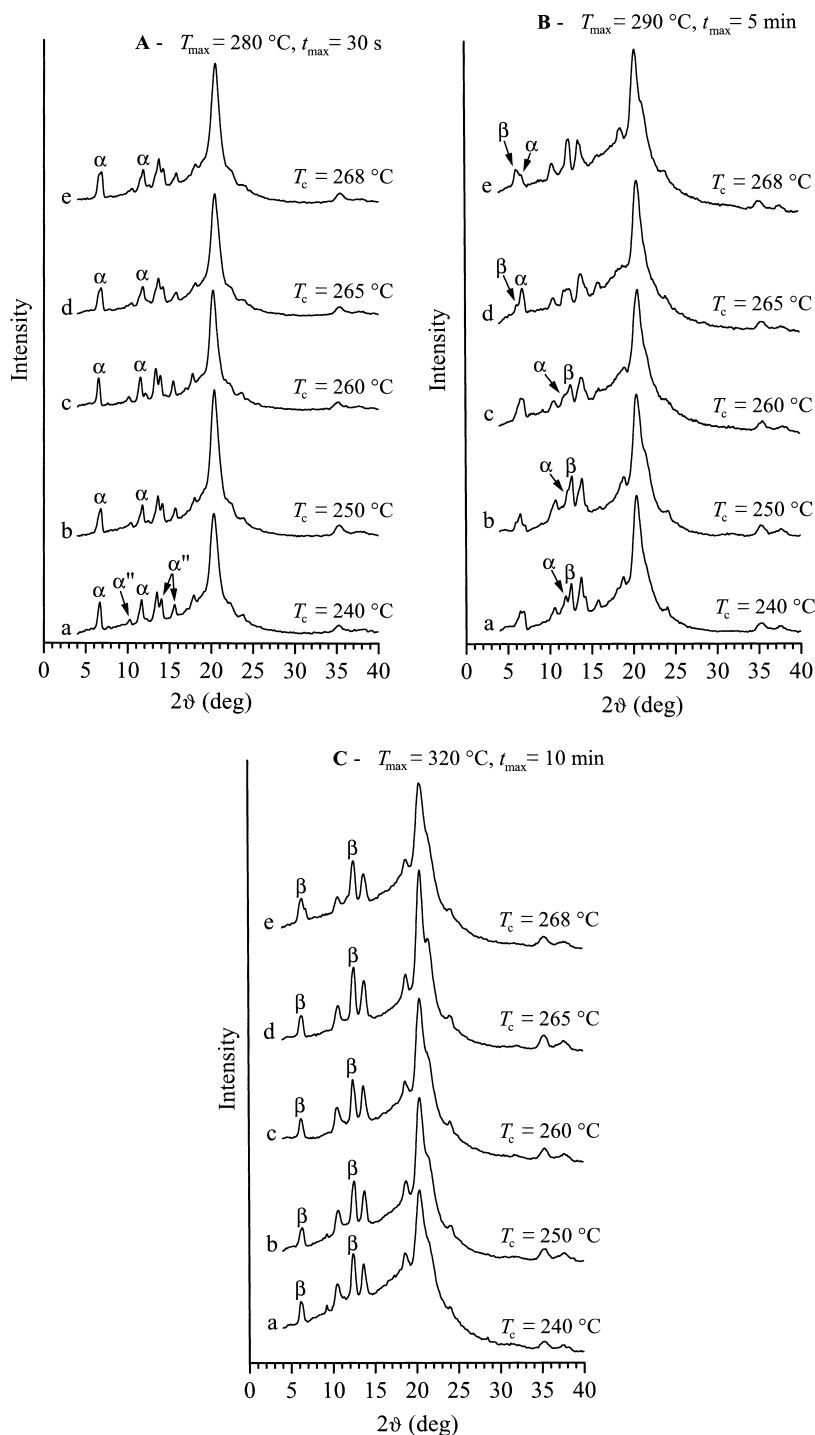 A - Tmax = 280 °C, tmax = 30 s
α α
Tc = 268 °C
e
α α
Tc = 265 °C
d
α α
Tc = 260 °C
c
α α
Tc = 250 °C
b
α α" α α"
Tc = 240 °C
a
0 5 10 15 20 25 30 35 40
2ϑ (deg)
Intensity
B - Tmax = 290 °C, tmax = 5 min
β α
Tc = 268 °C
e
β α
Tc = 265 °C
d
α β
Tc = 260 °C
c
α β
Tc = 250 °C
b
α β
Tc = 240 °C
a
0 5 10 15 20 25 30 35 40
2ϑ (deg)
Intensity
C - Tmax = 320 °C, tmax = 10 min
β β
Tc = 268 °C
e
β β
Tc = 265 °C
d
β β
Tc = 260 °C
c
β β
Tc = 250 °C
b
β β
Tc = 240 °C
a
0 5 10 15 20 25 30 35 40
2ϑ (deg)
Intensity